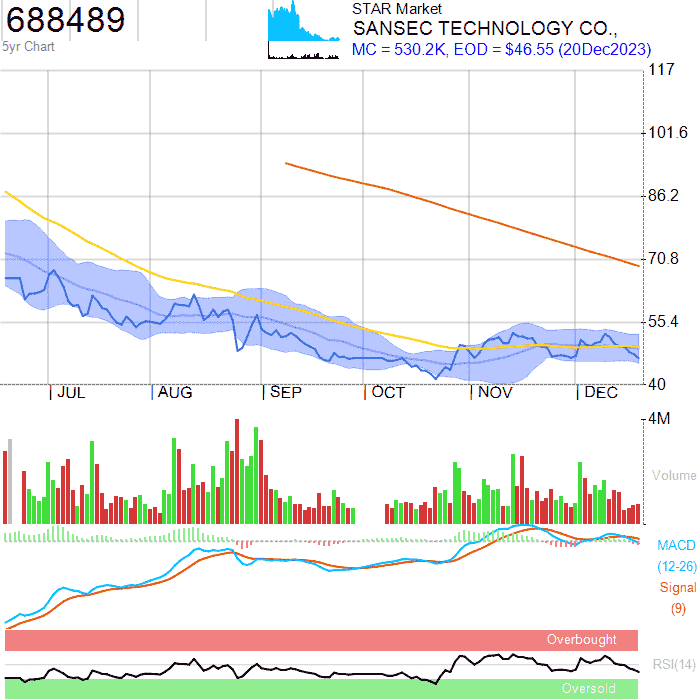 688489
5yr Chart
STAR Market
SANSEC TECHNOLOGY CO.,
MC = 530.2K, EOD = $46.55 (20Dec2023)
117
101.6
86.2
70.8
55.4
40
JUL AUG SEP OCT NOV DEC
4M
Volume
MACD
(12-26)
Signal
(9)
Overbought
RSI(14)
Oversold